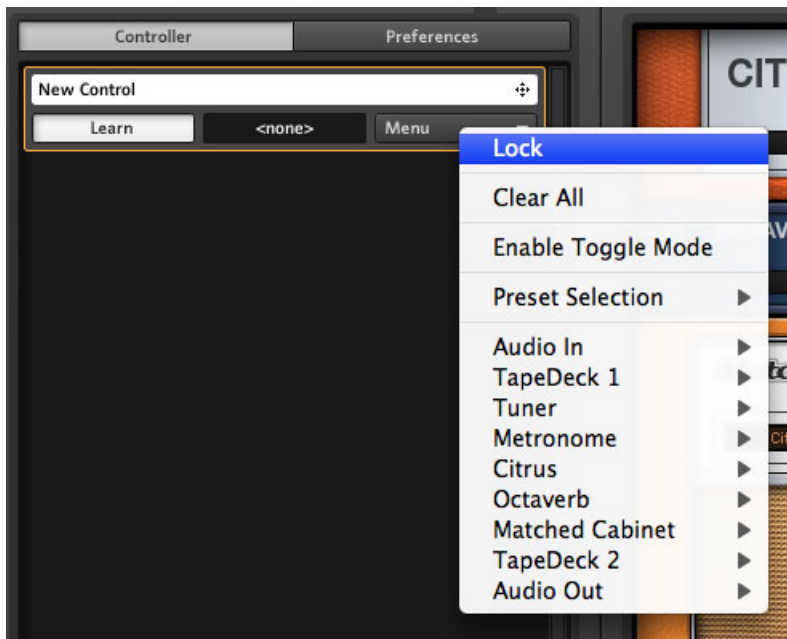 Controller Preferences
CIT
New Control
Learn <none> Menu
Lock
Clear All
Enable Toggle Mode
Preset Selection
Audio In
TapeDeck 1
Tuner
Metronome
Cit
Citrus
Octaverb
Matched Cabinet
TapeDeck 2
Audio Out